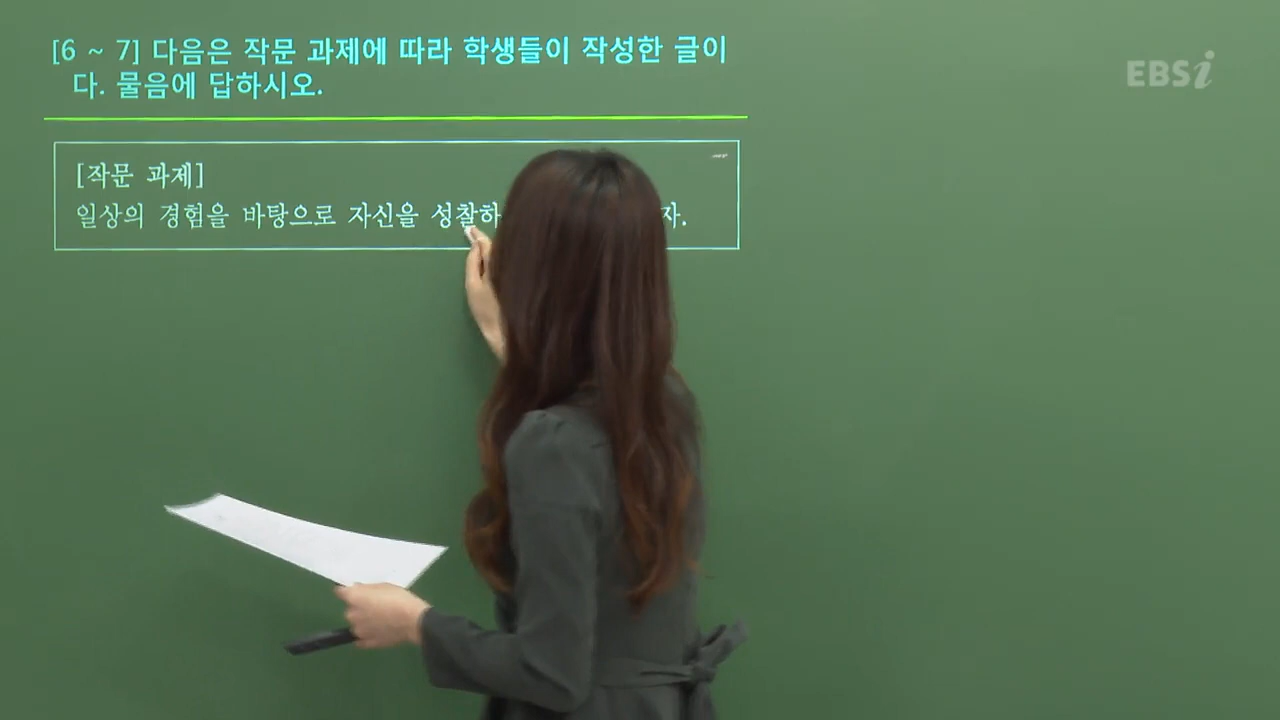 [6 ~ 7] 다음은 작문 과제에 따라 학생들이 작성한 글이
다. 물음에 답하시오.
EBSi
[작문 과제]
일상의 경험을 바탕으로 자신을 성찰하 자.